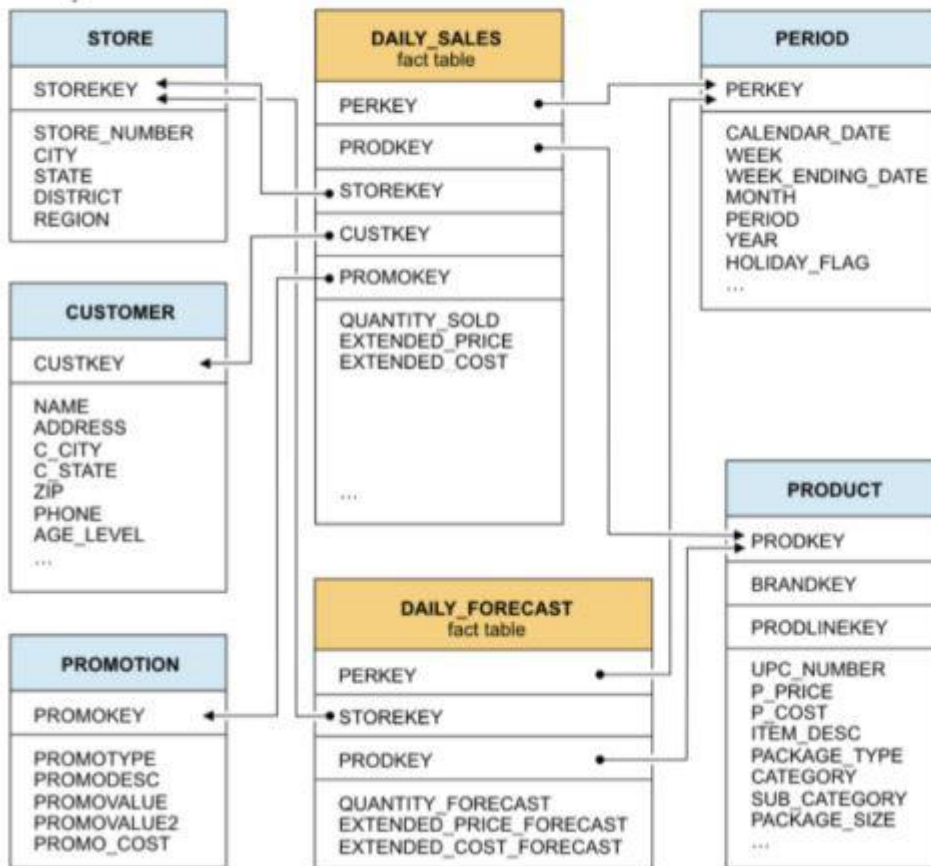 STORE
STOREKEY
STORE_NUMBER
CITY
STATE
DISTRICT
REGION
CUSTOMER
CUSTKEY
NAME
ADDRESS
C_CITY
C_STATE
ZIP
PHONE
AGE_LEVEL
...
PROMOTION
PROMOKEY
PROMOTYPE
PROMODESC
PROMOVALUE
PROMOVALUE2
PROMO_COST
DAILY_SALES
fact table
PERKEY
PRODKEY
STOREKEY
CUSTKEY
PROMOKEY
QUANTITY_SOLD
EXTENDED_PRICE
EXTENDED_COST
...
DAILY_FORECAST
fact table
PERKEY
STOREKEY
PRODKEY
QUANTITY_FORECAST
EXTENDED_PRICE_FORECAST
EXTENDED_COST_FORECAST
PERIOD
PERKEY
CALENDAR_DATE
WEEK
WEEK_ENDING_DATE
MONTH
PERIOD
YEAR
HOLIDAY_FLAG
...
PRODUCT
PRODKEY
BRANDKEY
PRODLINEKEY
UPC_NUMBER
P_PRICE
P_COST
ITEM_DESC
PACKAGE_TYPE
CATEGORY
SUB_CATEGORY
PACKAGE_SIZE
...